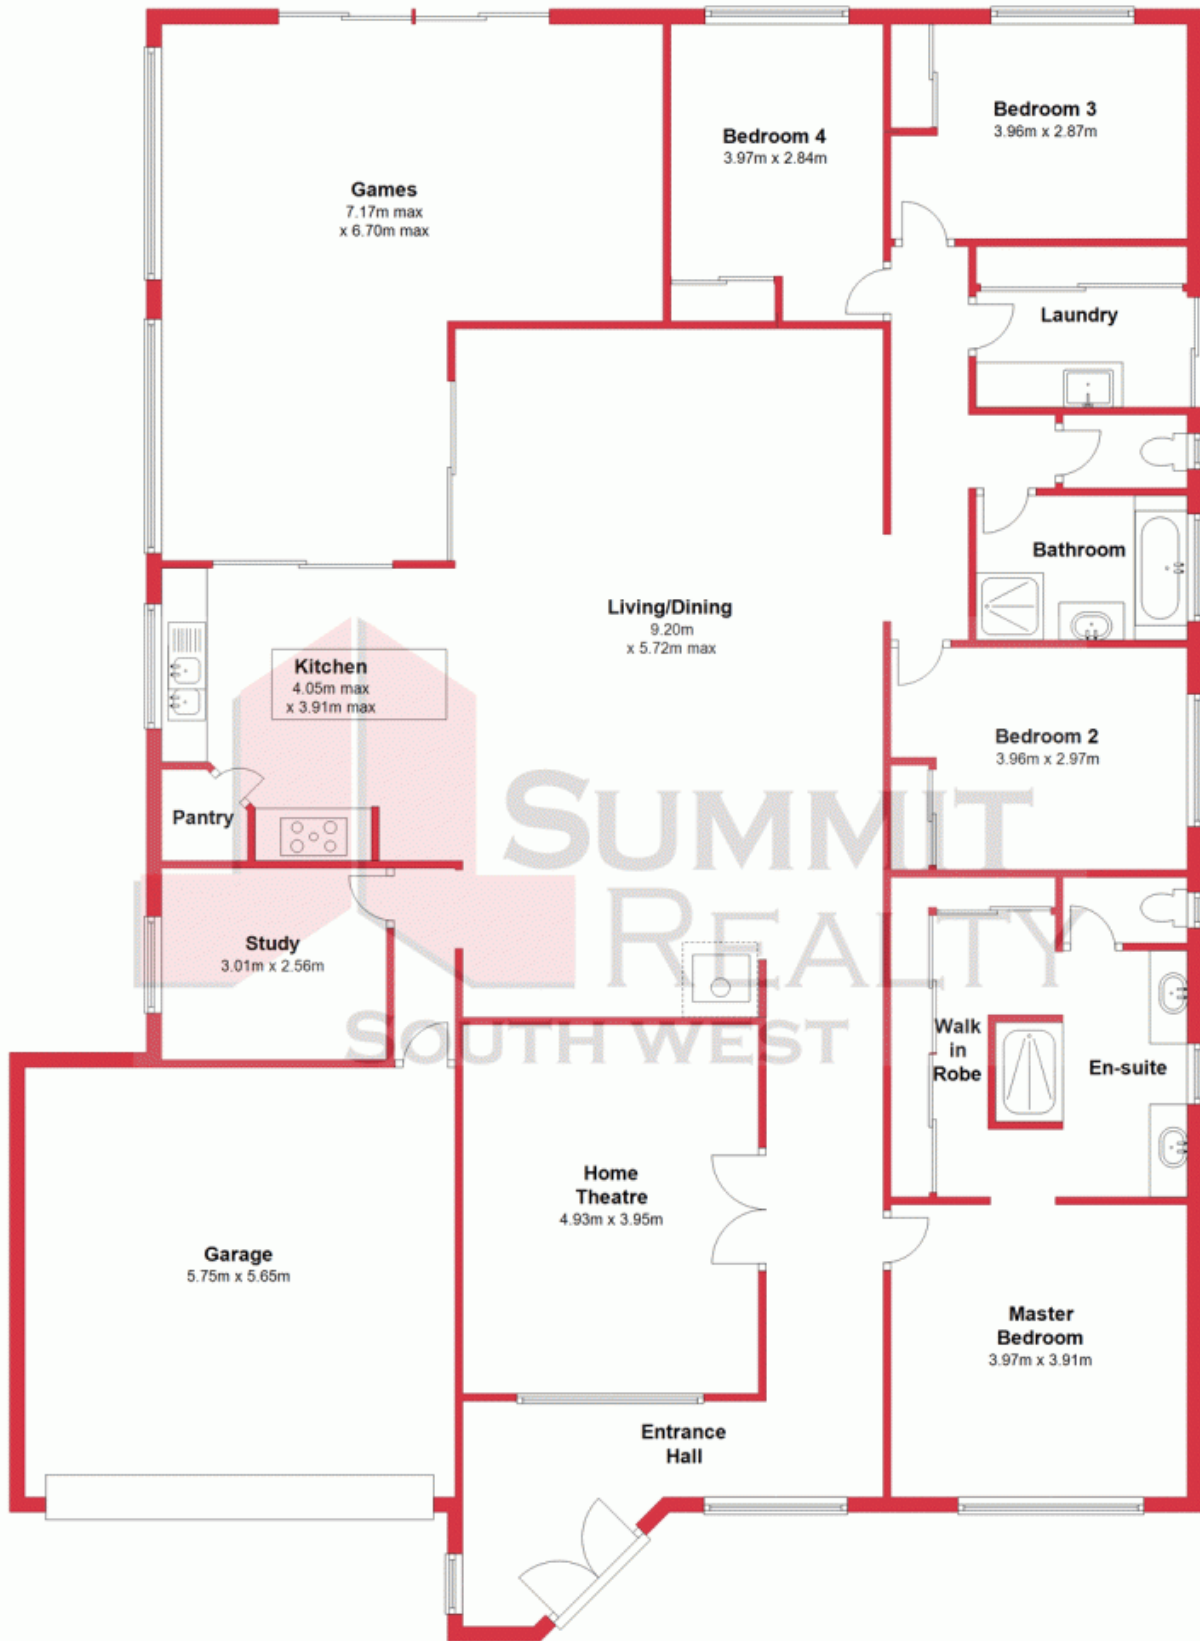 Games
7.17m max
x 6.70m max
Bedroom 4
3.97m x 2.84m
Bedroom 3
3.96m x 2.87m
Laundry
Bathroom
Living/Dining
9.20m
x 5.72m max
Kitchen
4.05m max
x 3.91m max
Bedroom 2
3.96m x 2.97m
Pantry
SUMMIT
REALTY
SOUTH WEST
Study
3.01m x 2.56m
Walk
in
Robe
En-suite
Home
Theatre
4.93m x 3.95m
Garage
5.75m x 5.65m
Master
Bedroom
3.97m x 3.91m
Entrance
Hall